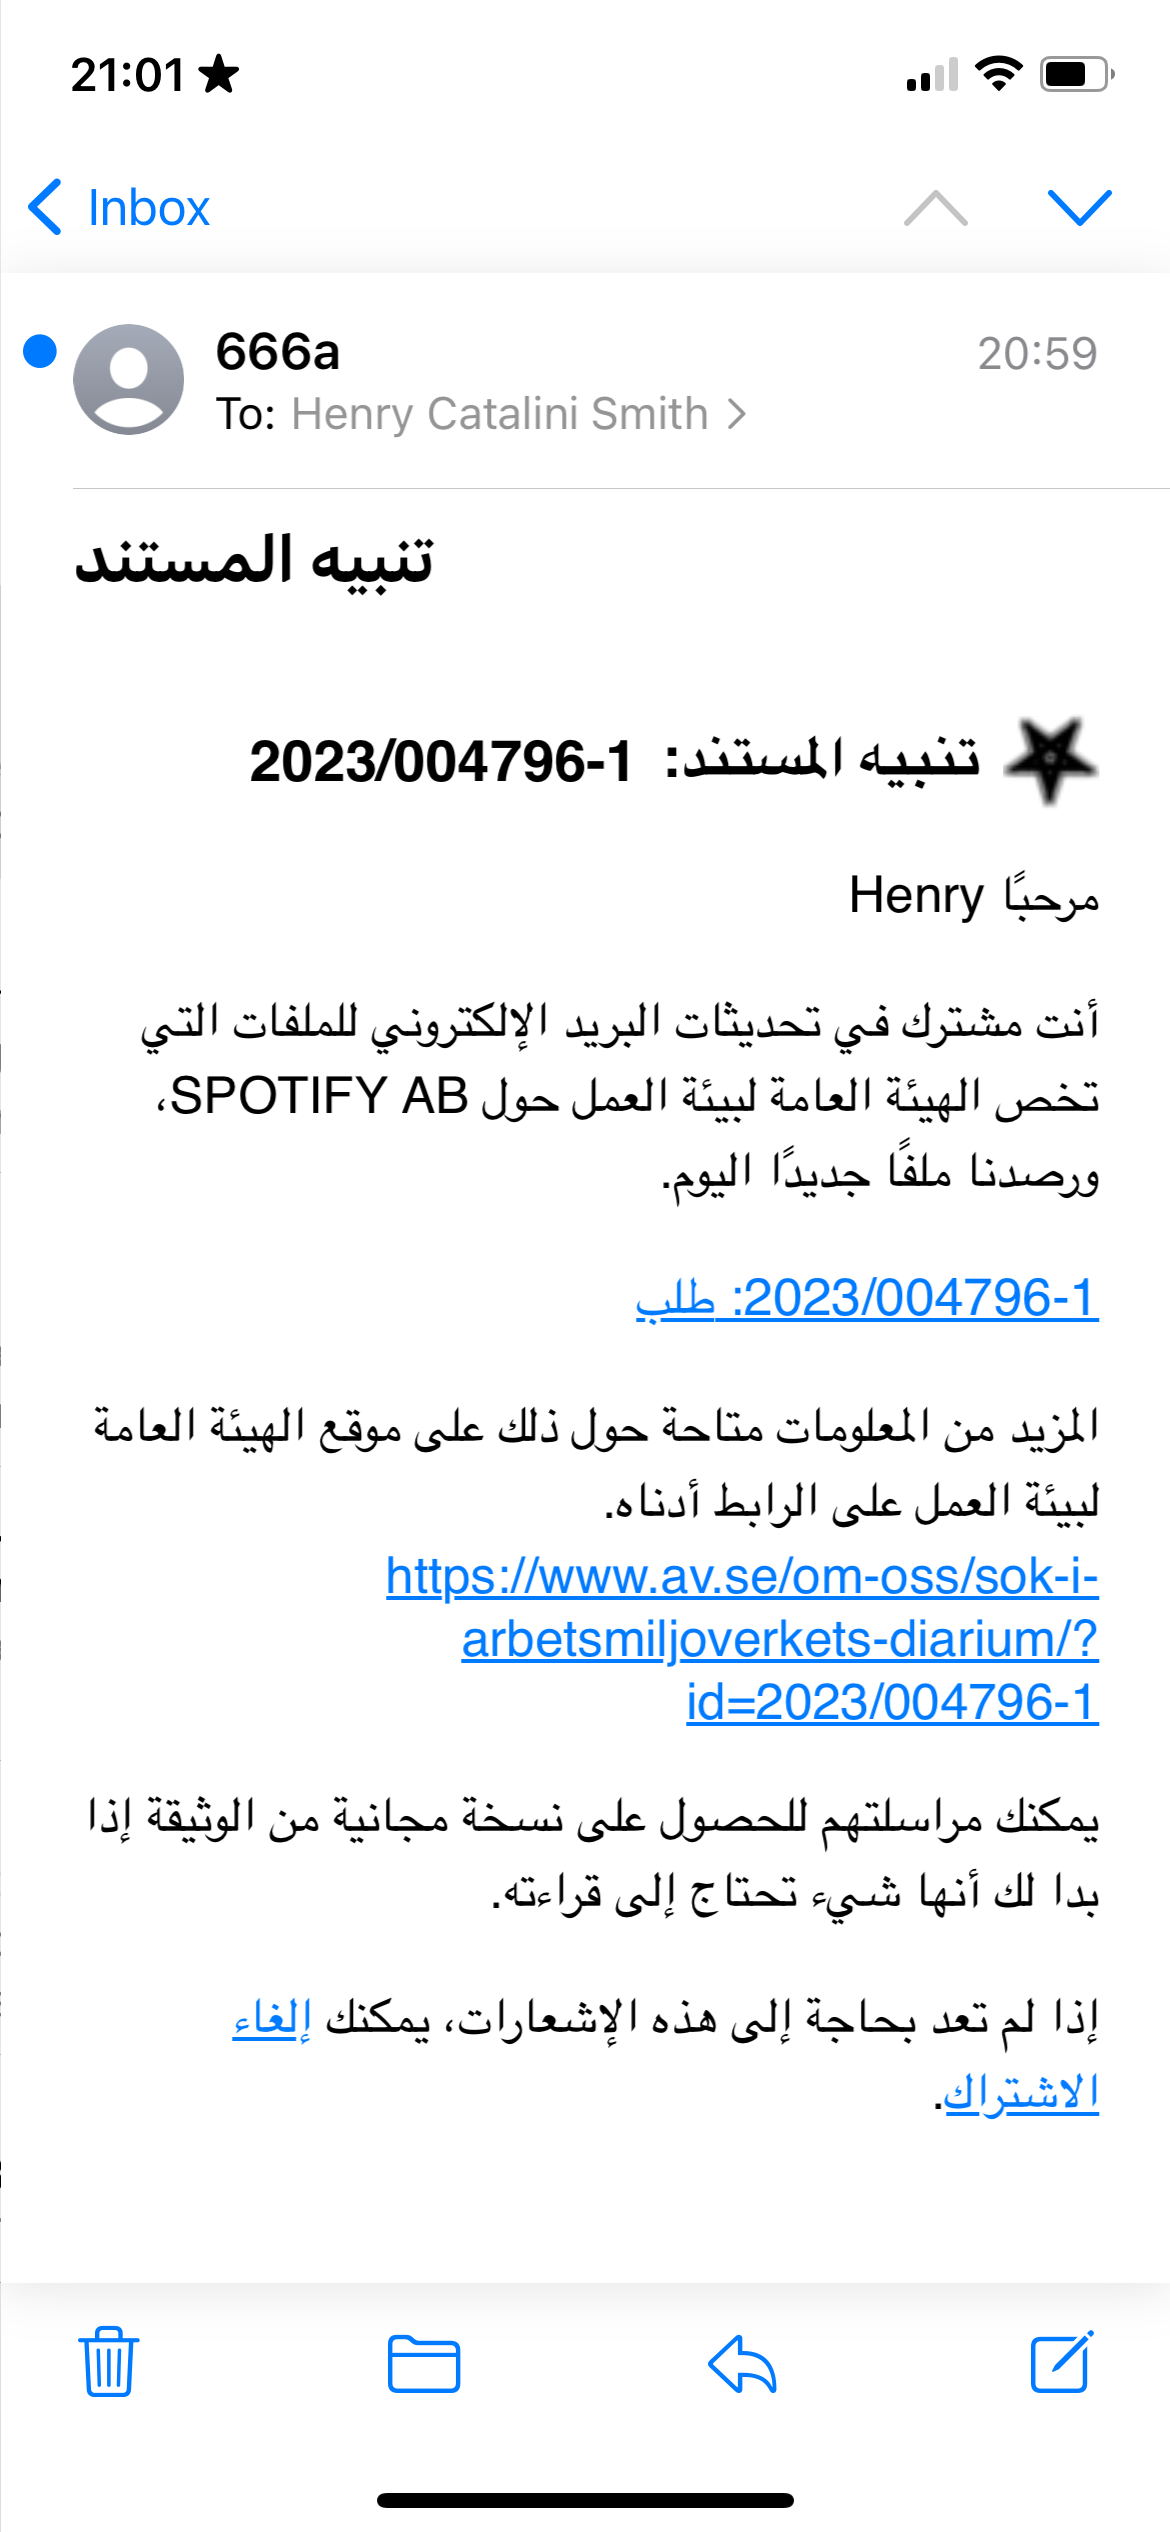 21:01
Inbox
666a
20:59
To: Henry Catalini Smith
تنبيه المستند
تنبيه المستند: 2023/004796-1
مرحبًا Henry
أنت مشترك في تحديثات البريد الإلكتروني للملفات التي
تخص الهيئة العامة لبيئة العمل حول SPOTIFY AB،
ورصدنا ملفًا جديدًا اليوم.
2023/004796-1: طلب
المزيد من المعلومات متاحة حول ذلك على موقع الهيئة العامة
لبيئة العمل على الرابط أدناه.
https://www.av.se/om-oss/sok-i-
arbetsmiljoverkets-diarium/?
id=2023/004796-1
يمكنك مراسلتهم للحصول على نسخة مجانية من الوثيقة إذا
بدا لك أنها شيء تحتاج إلى قراءته.
إذا لم تعد بحاجة إلى هذه الإشعارات، يمكنك إلغاء
الاشتراك.